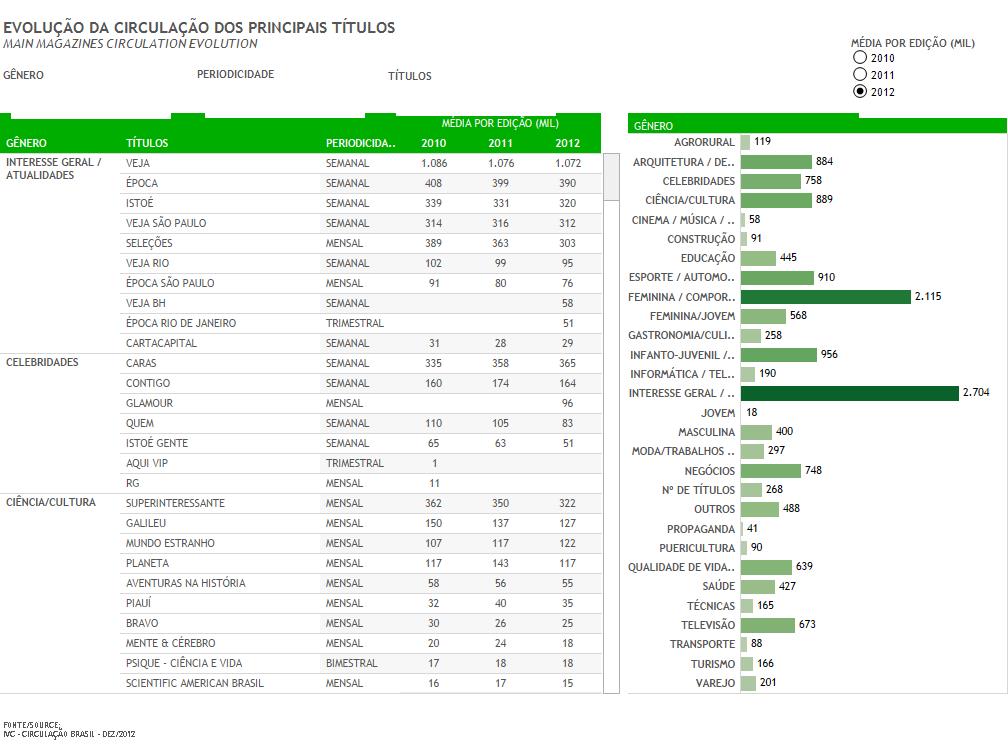 EVOLUÇÃO DA CIRCULAÇÃO DOS PRINCIPAIS TÍTULOS
MAIN MAGAZINES CIRCULATION EVOLUTION
GÊNERO PERIODICIDADE TÍTULOS
MÉDIA POR EDIÇÃO (MIL)
2010
2011
2012
MÉDIA POR EDIÇÃO (MIL)
GÊNERO TÍTULOS PERIODICIDA.. 2010 2011 2012
INTERESSE GERAL / VEJA SEMANAL 1.086 1.076 1.072
ATUALIDADES
ÉPOCA SEMANAL 408 399 390
ISTOÉ SEMANAL 339 331 320
VEJA SÃO PAULO SEMANAL 314 316 312
SELEÇÕES MENSAL 389 363 303
VEJA RIO SEMANAL 102 99 95
ÉPOCA SÃO PAULO MENSAL 91 80 76
VEJA BH SEMANAL 58
ÉPOCA RIO DE JANEIRO TRIMESTRAL 51
CARTACAPITAL SEMANAL 31 28 29
CELEBRIDADES CARAS SEMANAL 335 358 365
CONTIGO SEMANAL 160 174 164
GLAMOUR MENSAL 96
QUEM SEMANAL 110 105 83
ISTOÉ GENTE SEMANAL 65 63 51
AQUI VIP TRIMESTRAL 1
RG MENSAL 11
CIÊNCIA/CULTURA SUPERINTERESSANTE MENSAL 362 350 322
GALILEU MENSAL 150 137 127
MUNDO ESTRANHO MENSAL 107 117 122
PLANETA MENSAL 117 143 117
AVENTURAS NA HISTÓRIA MENSAL 58 56 55
PIAUÍ MENSAL 32 40 35
BRAVO MENSAL 30 26 25
MENTE & CÉREBRO MENSAL 20 24 18
PSIQUE - CIÊNCIA E VIDA BIMESTRAL 17 18 18
SCIENTIFIC AMERICAN BRASIL MENSAL 16 17 15
GÊNERO
AGRORURAL 119
ARQUITETURA / DE.. 884
CELEBRIDADES 758
CIÊNCIA/CULTURA 889
CINEMA / MÚSICA / .. 58
CONSTRUÇÃO 91
EDUCAÇÃO 445
ESPORTE / AUTOMO.. 910
FEMININA / COMPOR.. 2.115
FEMININA/JOVEM 568
GASTRONOMIA/CULI.. 258
INFANTO-JUVENIL /.. 956
INFORMÁTICA / TEL.. 190
INTERESSE GERAL / .. 2.704
JOVEM 18
MASCULINA 400
MODA/TRABALHOS .. 297
NEGÓCIOS 748
Nº DE TÍTULOS 268
OUTROS 488
PROPAGANDA 41
PUERICULTURA 90
QUALIDADE DE VIDA.. 639
SAÚDE 427
TÉCNICAS 165
TELEVISÃO 673
TRANSPORTE 88
TURISMO 166
VAREJO 201
FONTE/SOURCE:
IVC - CIRCULAÇÃO BRASIL - DEZ/2012